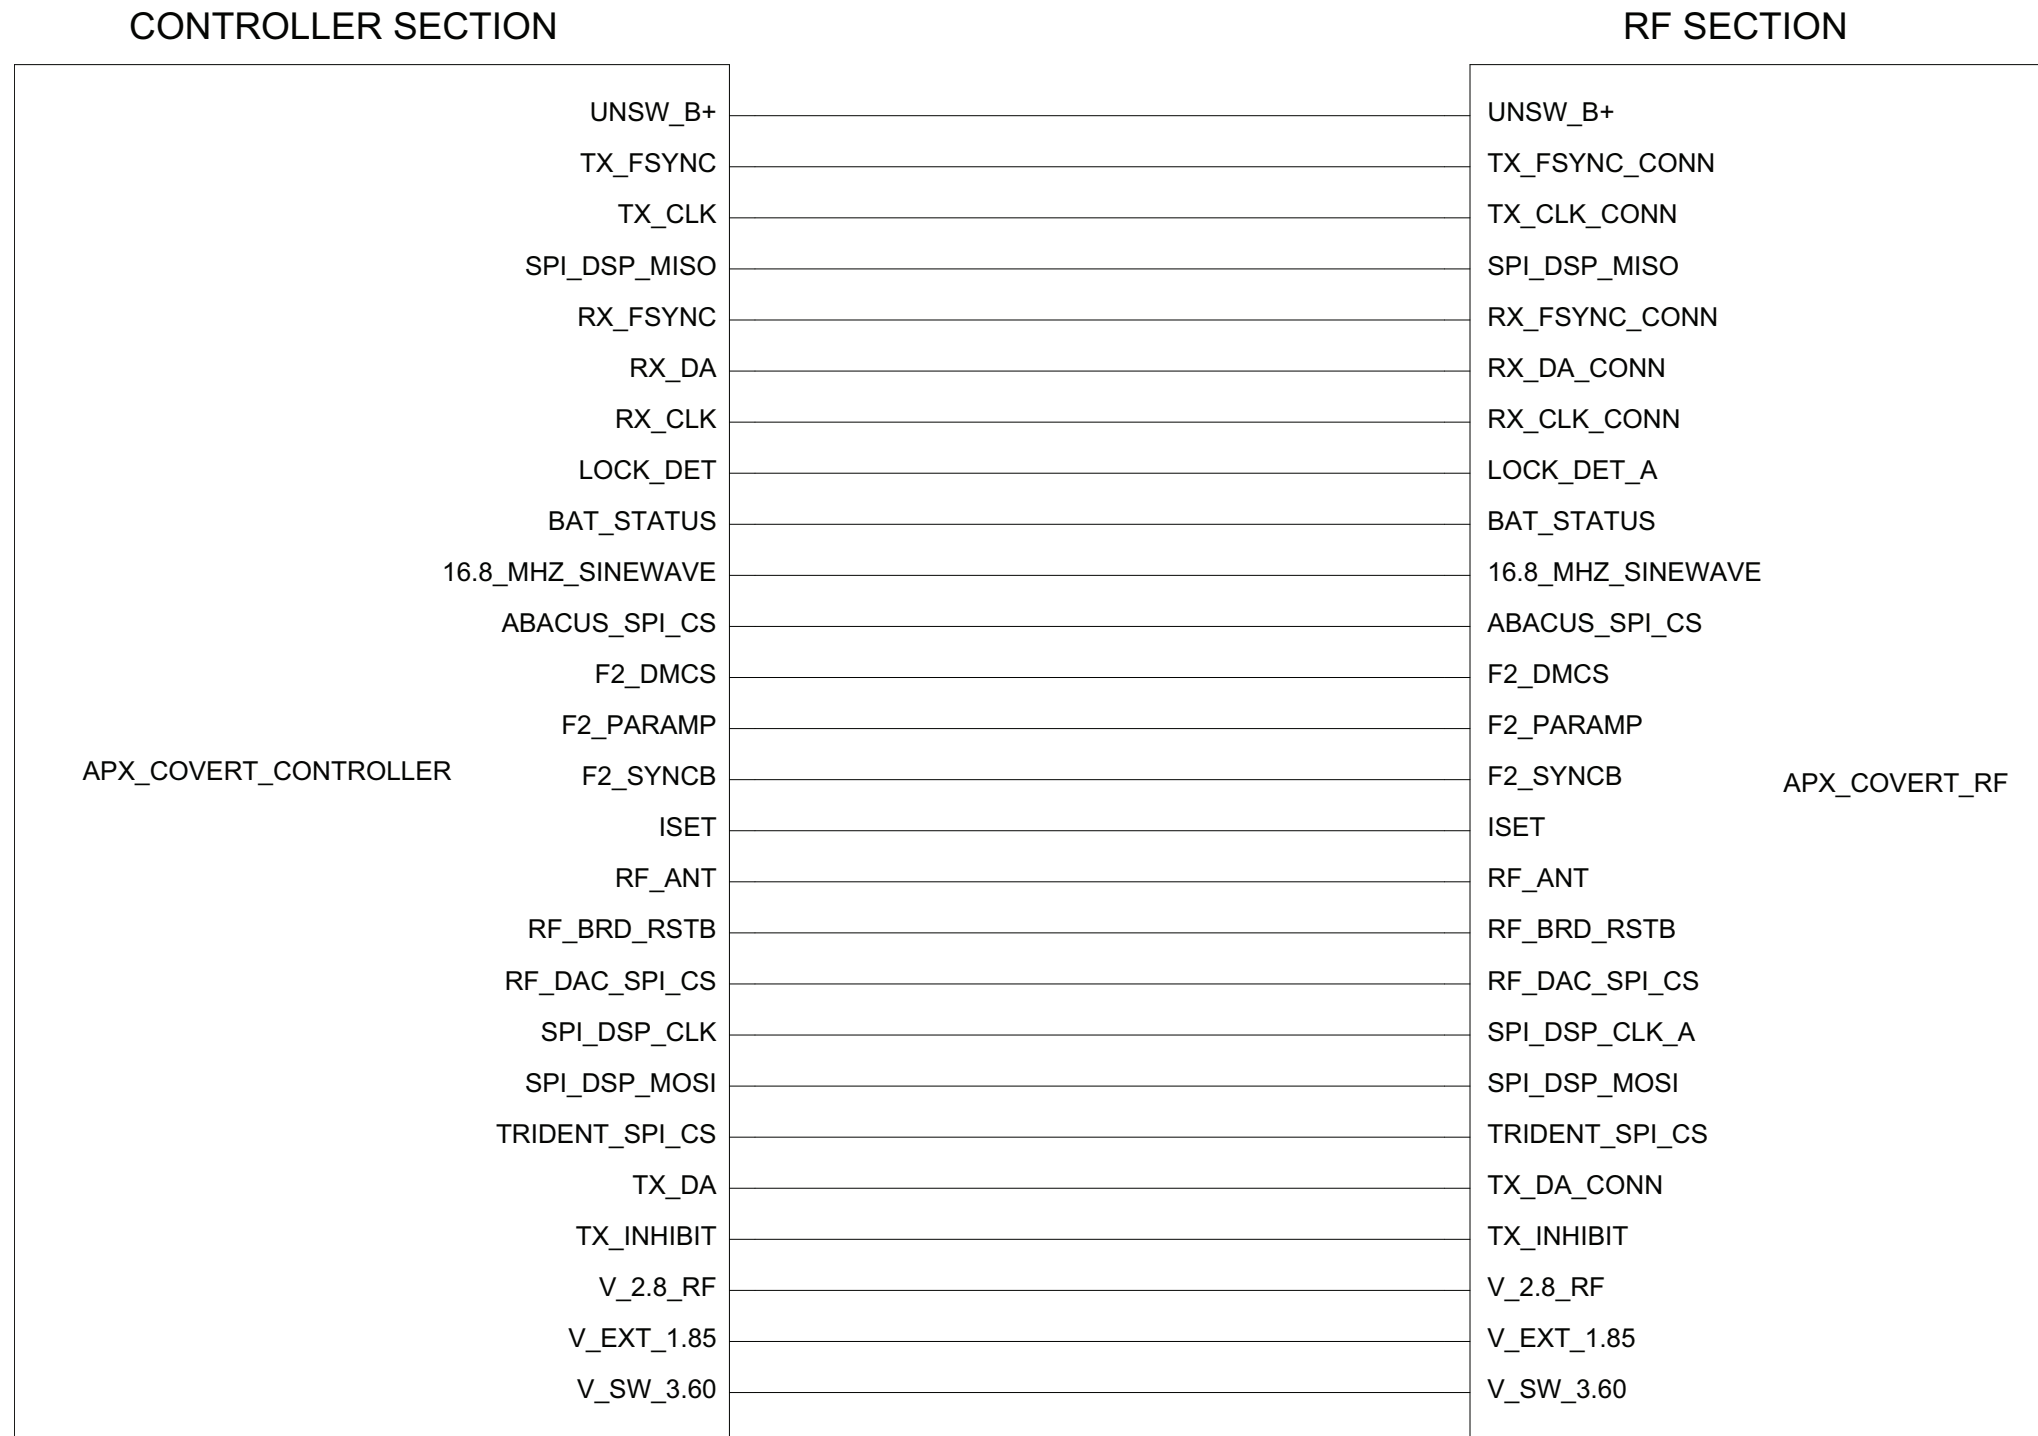 CONTROLLER SECTION
RF SECTION
UNSW_B+ UNSW_B+
TX_FSYNC TX_FSYNC_CONN
TX_CLK TX_CLK_CONN
SPI_DSP_MISO SPI_DSP_MISO
RX_FSYNC RX_FSYNC_CONN
RX_DA RX_DA_CONN
RX_CLK RX_CLK_CONN
LOCK_DET LOCK_DET_A
BAT_STATUS BAT_STATUS
16.8_MHZ_SINEWAVE 16.8_MHZ_SINEWAVE
ABACUS_SPI_CS ABACUS_SPI_CS
F2_DMCS F2_DMCS
F2_PARAMP F2_PARAMP
APX_COVERT_CONTROLLER F2_SYNCB F2_SYNCB APX_COVERT_RF
ISET ISET
RF_ANT RF_ANT
RF_BRD_RSTB RF_BRD_RSTB
RF_DAC_SPI_CS RF_DAC_SPI_CS
SPI_DSP_CLK SPI_DSP_CLK_A
SPI_DSP_MOSI SPI_DSP_MOSI
TRIDENT_SPI_CS TRIDENT_SPI_CS
TX_DA TX_DA_CONN
TX_INHIBIT TX_INHIBIT
V_2.8_RF V_2.8_RF
V_EXT_1.85 V_EXT_1.85
V_SW_3.60 V_SW_3.60